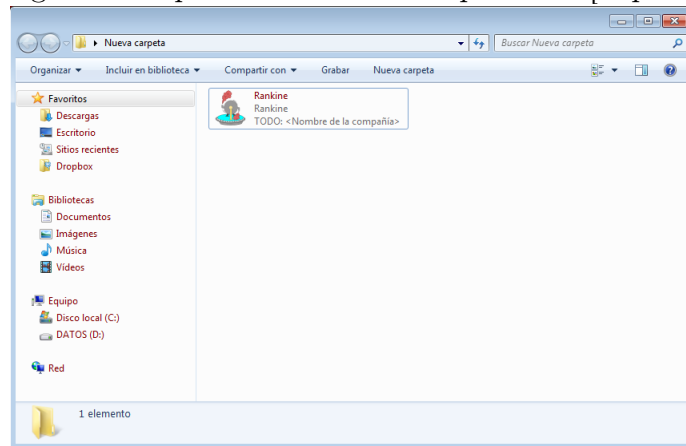 Nueva carpeta
Buscar Nueva carpeta
Organizar
Incluir en biblioteca
Compartir con
Grabar
Nueva carpeta
Favoritos
Descargas
Escritorio
Sitios recientes
Dropbox
Bibliotecas
Documentos
Imágenes
Música
Vídeos
Equipo
Disco local (C:)
DATOS (D:)
Red
Rankine
Rankine
TODO: <Nombre de la compañía>
1 elemento